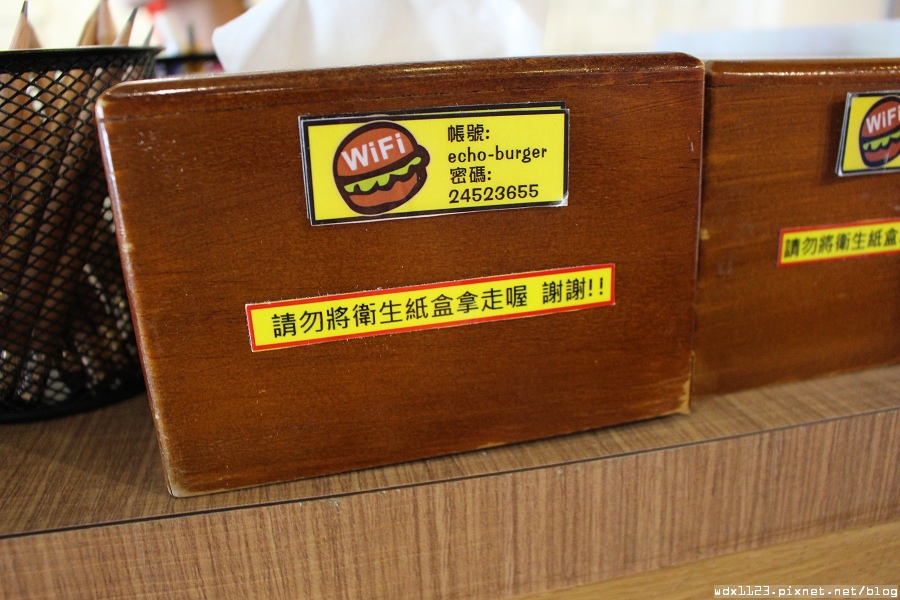 WiFi
帳號:
echo-burger
密碼:
24523655
請勿將衛生紙盒拿走喔 謝謝!!
WiFi
請勿將衛生紙盒
wdx1123.pixnet.net/blog